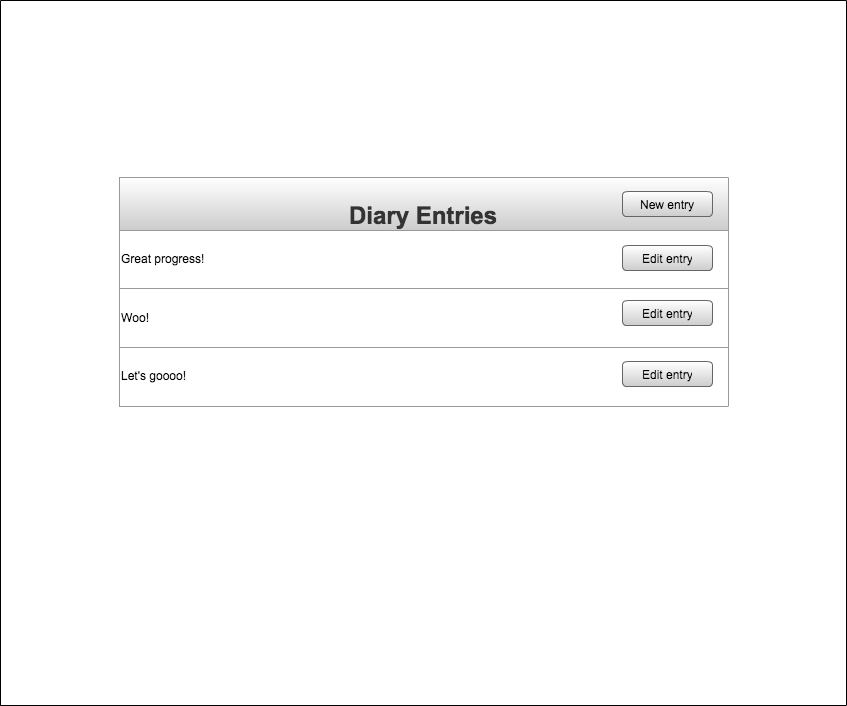 Diary Entries
New entry
Great progress!
Edit entry
Woo!
Edit entry
Let's goooo!
Edit entry